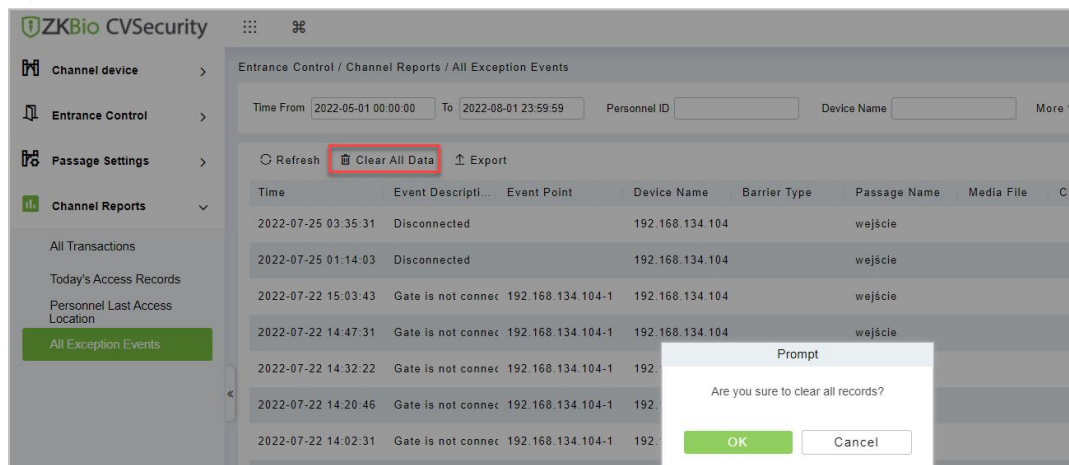 ZKBio CVSecurity
Channel device
Entrance Control
Passage Settings
Channel Reports
All Transactions
Today's Access Records
Personnel Last Access
Location
All Exception Events
Entrance Control / Channel Reports / All Exception Events
Time From 2022-05-01 00:00:00 To 2022-08-01 23:59:59 Personnel ID Device Name More
Refresh Clear All Data Export
Time Event Descripti... Event Point Device Name Barrier Type Passage Name Media File C
2022-07-25 03:35:31 Disconnected 192.168.134.104 wejście
2022-07-25 01:14:03 Disconnected 192.168.134.104 wejście
2022-07-22 15:03:43 Gate is not connec 192.168.134.104-1 192.168.134.104 wejście
2022-07-22 14:47:31 Gate is not connec 192.168.134.104-1 192.168.134.104 wejście
2022-07-22 14:32:22 Gate is not connec 192.168.134.104-1 192.
2022-07-22 14:20:46 Gate is not connec 192.168.134.104-1 192.
2022-07-22 14:02:31 Gate is not connec 192.168.134.104-1 192.
Prompt
Are you sure to clear all records?
OK Cancel